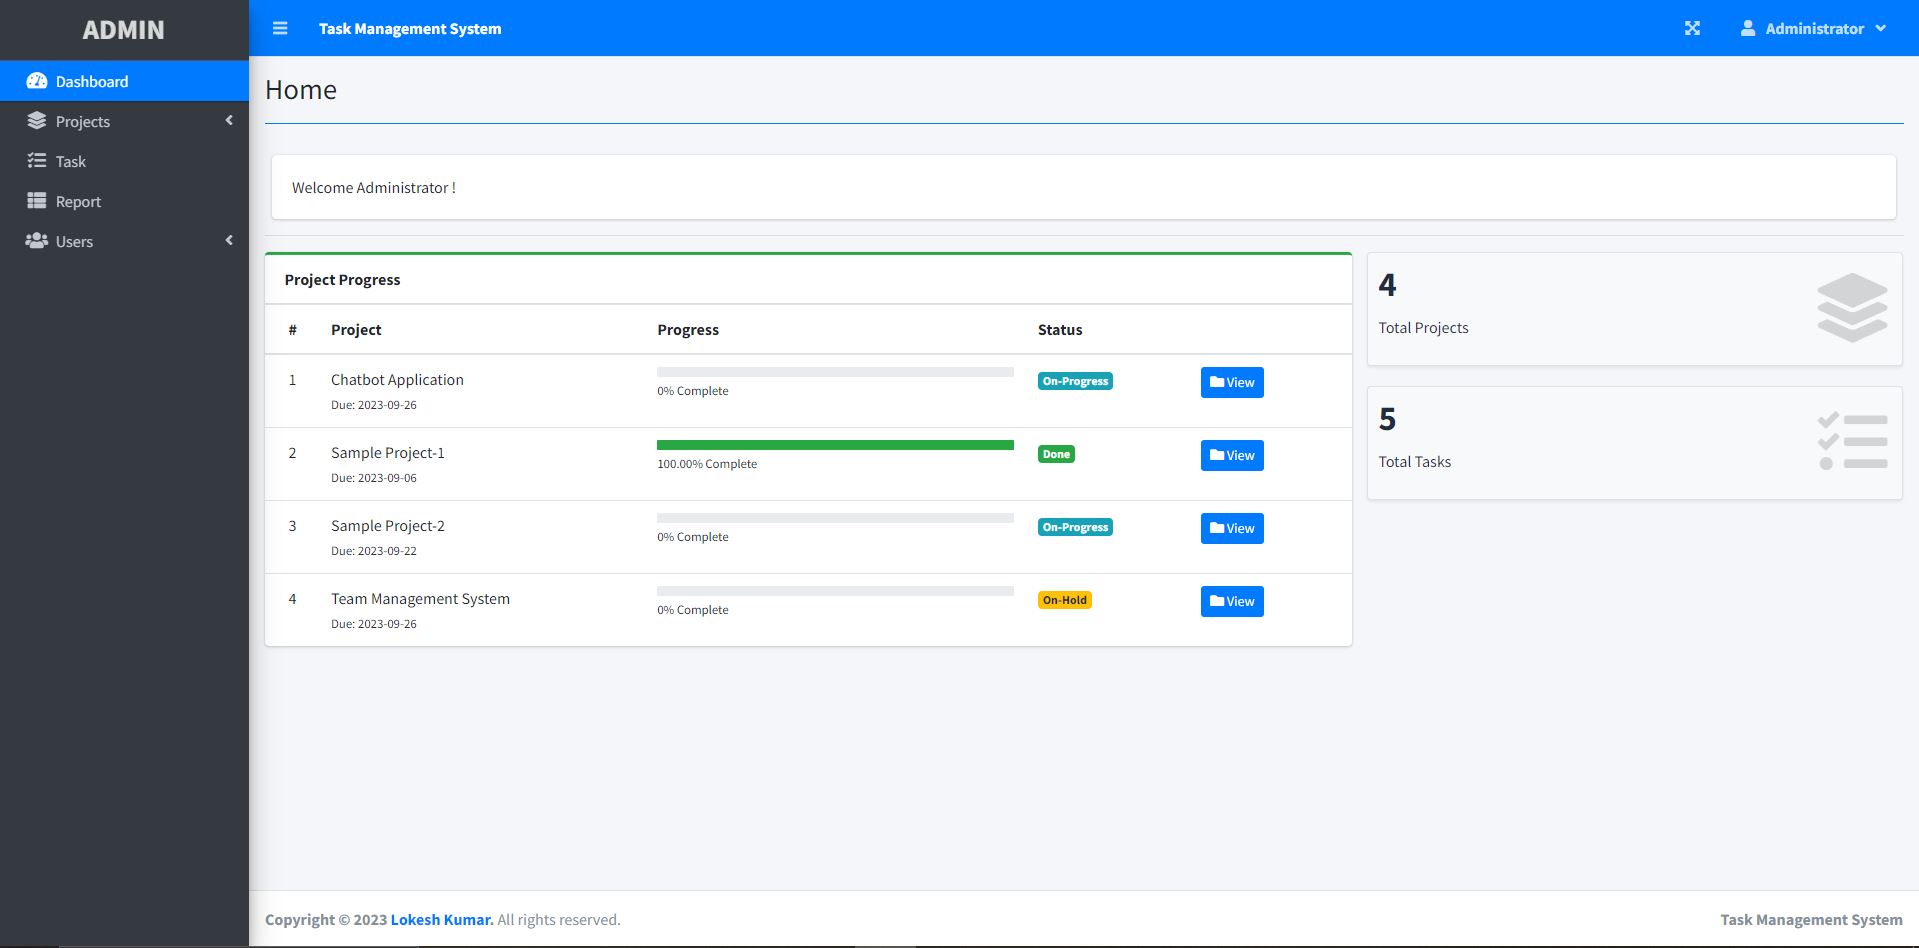 ADMIN
Dashboard
Projects
Task
Report
Users
Task Management System
Administrator
Home
Welcome Administrator !
Project Progress
# Project Progress Status
1 Chatbot Application 0% Complete On-Progress View
Due: 2023-09-26
2 Sample Project-1 100.00% Complete Done View
Due: 2023-09-06
3 Sample Project-2 0% Complete On-Progress View
Due: 2023-09-22
4 Team Management System 0% Complete On-Hold View
Due: 2023-09-26
4
Total Projects
5
Total Tasks
Copyright © 2023 Lokesh Kumar. All rights reserved.
Task Management System